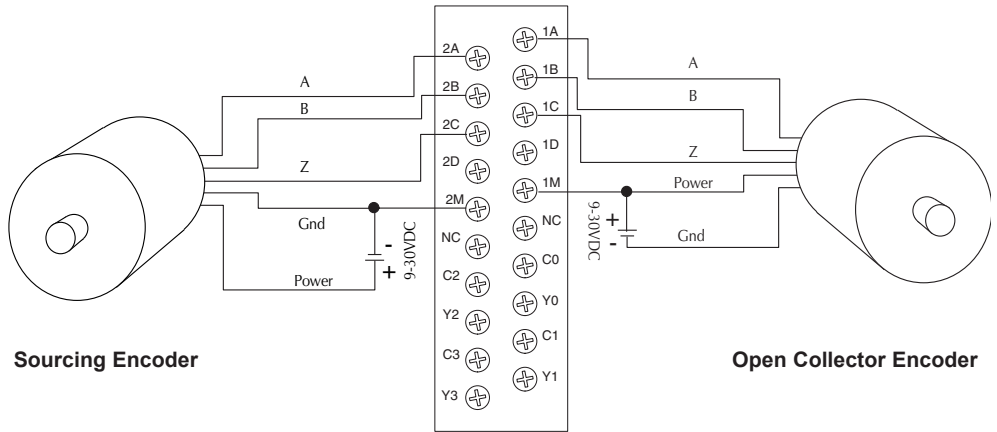 1A
2A
A
A
1B
2B
B
B
1C
2C
1D
Z
Z
2D
1M
Power
2M
Gnd
NC
9-30VDC
+
-
Gnd
NC
-
+
9-30VDC
C0
C2
Power
Y0
Y2
C1
Sourcing Encoder
Open Collector Encoder
C3
Y1
Y3